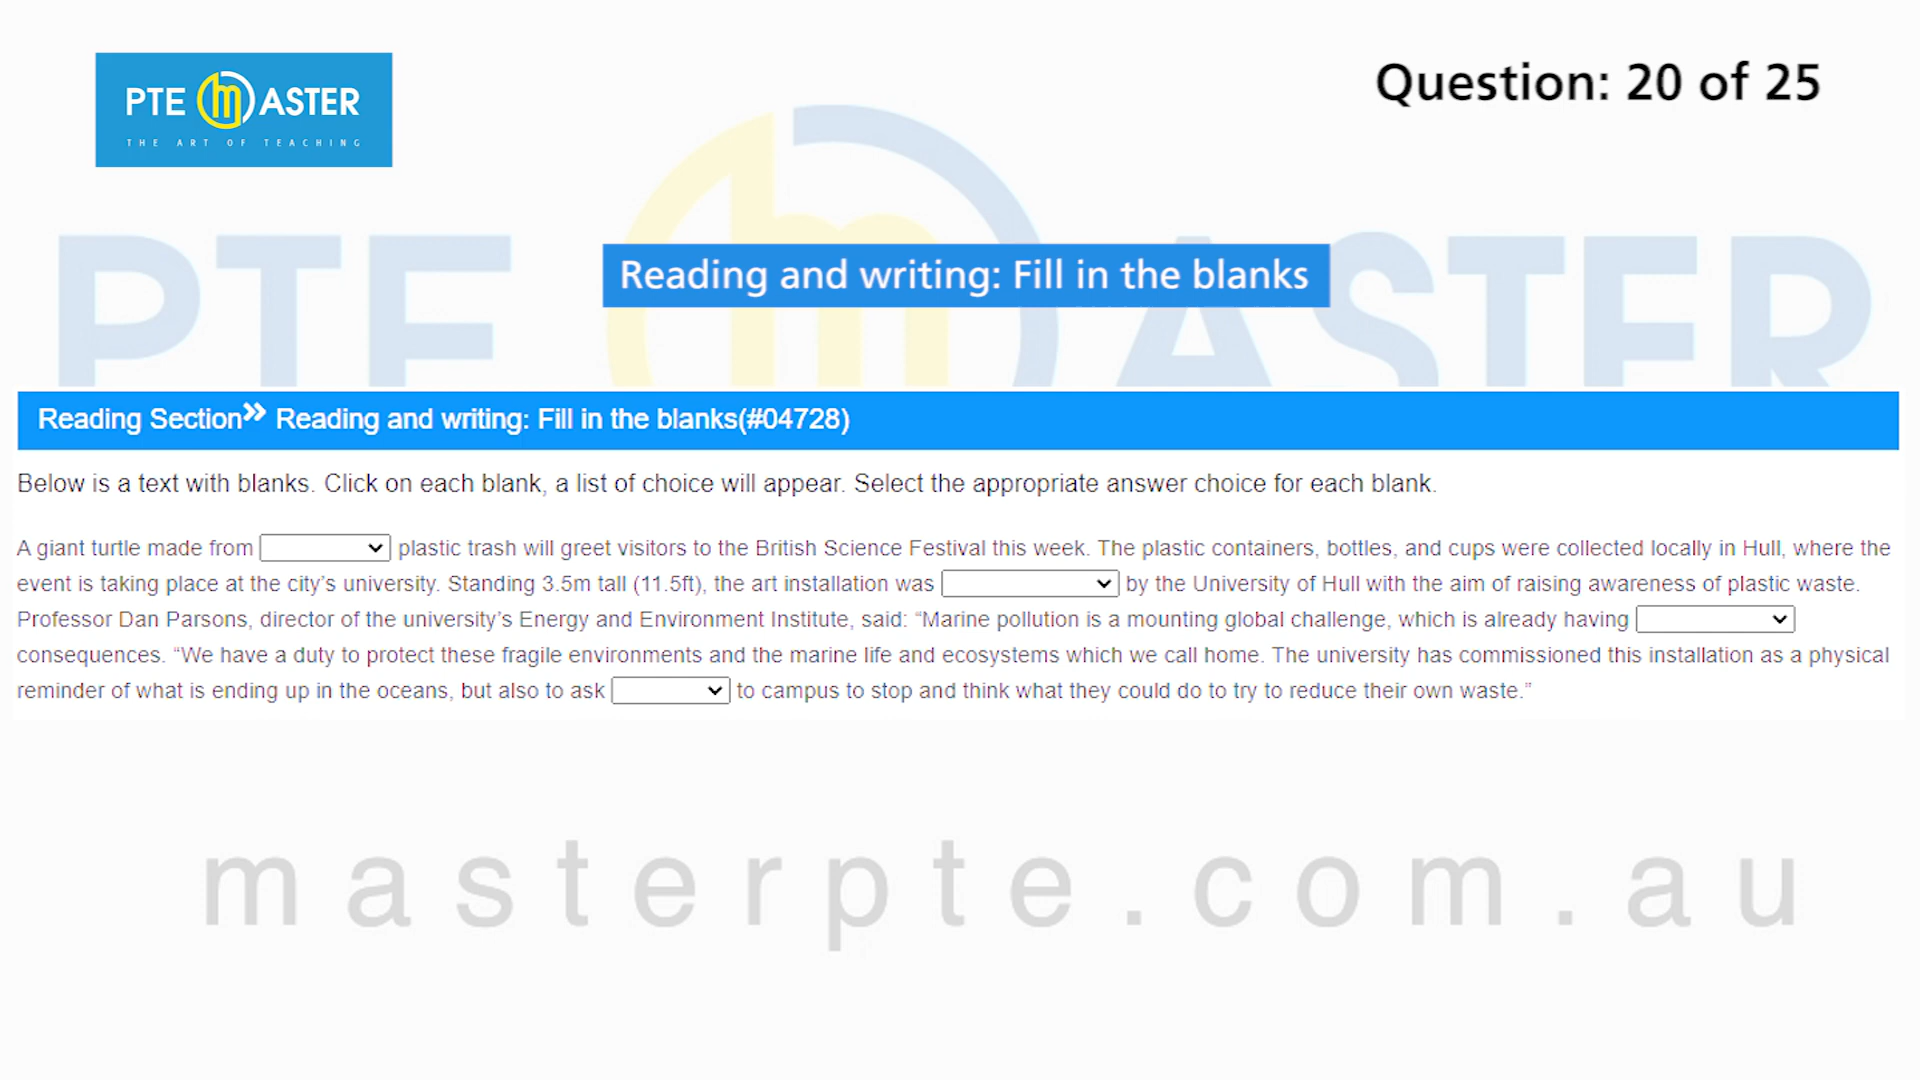 PTE MASTER
THE ART OF TEACHING
Question: 20 of 25
PTE MASTER
Reading and writing: Fill in the blanks
Reading Section» Reading and writing: Fill in the blanks(#04728)
Below is a text with blanks. Click on each blank, a list of choice will appear. Select the appropriate answer choice for each blank.
A giant turtle made from plastic trash will greet visitors to the British Science Festival this week. The plastic containers, bottles, and cups were collected locally in Hull, where the
event is taking place at the city’s university. Standing 3.5m tall (11.5ft), the art installation was by the University of Hull with the aim of raising awareness of plastic waste.
Professor Dan Parsons, director of the university’s Energy and Environment Institute, said: “Marine pollution is a mounting global challenge, which is already having
consequences. “We have a duty to protect these fragile environments and the marine life and ecosystems which we call home. The university has commissioned this installation as a physical
reminder of what is ending up in the oceans, but also to ask to campus to stop and think what they could do to try to reduce their own waste.”
masterpte.com.au